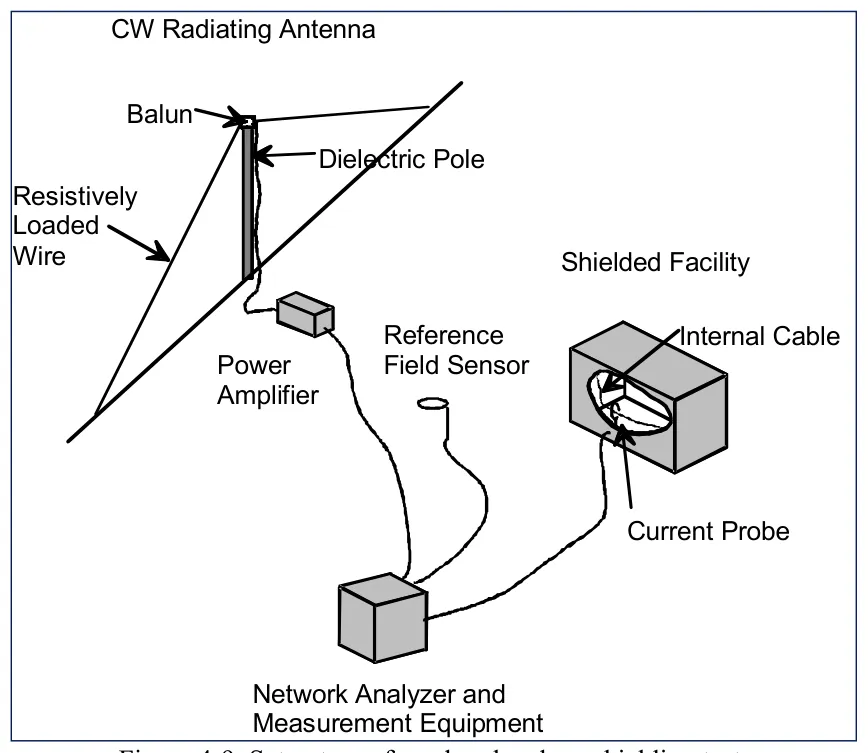 CW Radiating Antenna
Balun
Dielectric Pole
Resistively
Loaded
Wire
Shielded Facility
Reference
Field Sensor
Internal Cable
Power
Amplifier
Current Probe
Network Analyzer and
Measurement Equipment